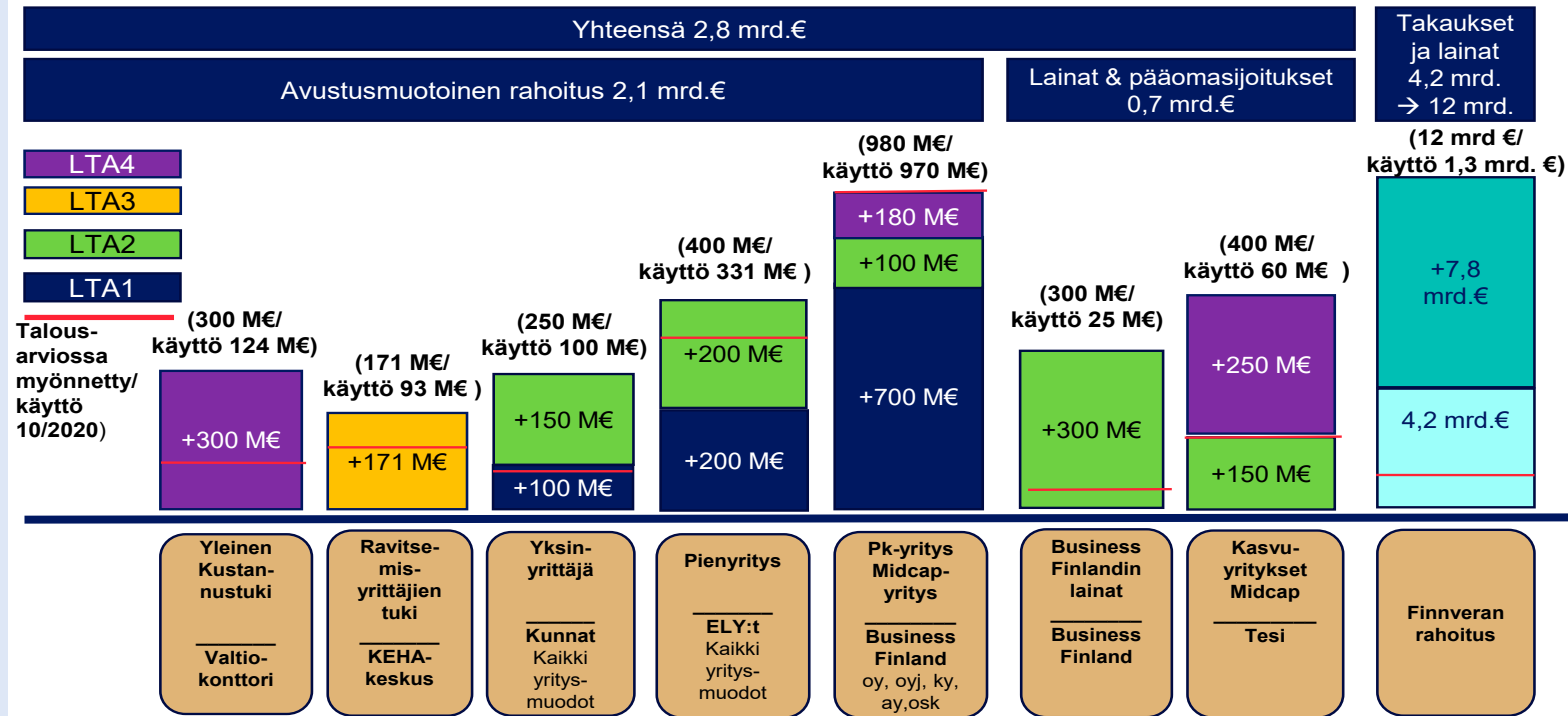 Yhteensä 2,8 mrd.€
Takaukset
ja lainat
4,2 mrd.
→ 12 mrd.
Avustusmuotoinen rahoitus 2,1 mrd.€
Lainat & pääomasijoitukset
0,7 mrd.€
LTA4
LTA3
LTA2
LTA1
Talous-
arviossa
myönnetty/
käyttö
10/2020)
(300 M€/
käyttö 124 M€)
+300 M€
(171 M€/
käyttö 93 M€ )
+171 M€
(250 M€/
käyttö 100 M€)
+150 M€
+100 M€
(400 M€/
käyttö 331 M€ )
+200 M€
+200 M€
(980 M€/
käyttö 970 M€)
+180 M€
+100 M€
+700 M€
(300 M€/
käyttö 25 M€)
+300 M€
(400 M€/
käyttö 60 M€ )
+250 M€
+150 M€
(12 mrd €/
käyttö 1,3 mrd. €)
+7,8
mrd.€
4,2 mrd.€
Yleinen
Kustan-
nustuki
Valtio-
konttori
Ravitse-
mis-
yrittäjien
tuki
KEHA-
keskus
Yksin-
yrittäjä
Kunnat
Kaikki
yritys-
muodot
Pienyritys
ELY:t
Kaikki
yritys-
muodot
Pk-yritys
Midcap-
yritys
Business
Finland
oy, oyj, ky,
ay,osk
Business
Finlandin
lainat
Business
Finland
Kasvu-
yritykset
Midcap
Tesi
Finnveran
rahoitus